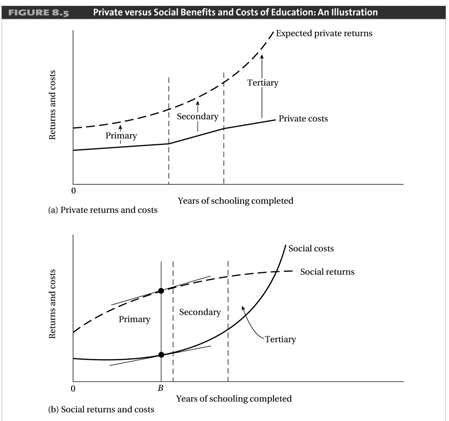 FIGURE 8.5 Private versus Social Benefits and Costs of Education: An Illustration
Expected private returns
Returns and costs
Tertiary
Secondary
Primary
Private costs
0
Years of schooling completed
(a) Private returns and costs
Social costs
Social returns
Returns and costs
Primary
Secondary
Tertiary
0
B
Years of schooling completed
(b) Social returns and costs